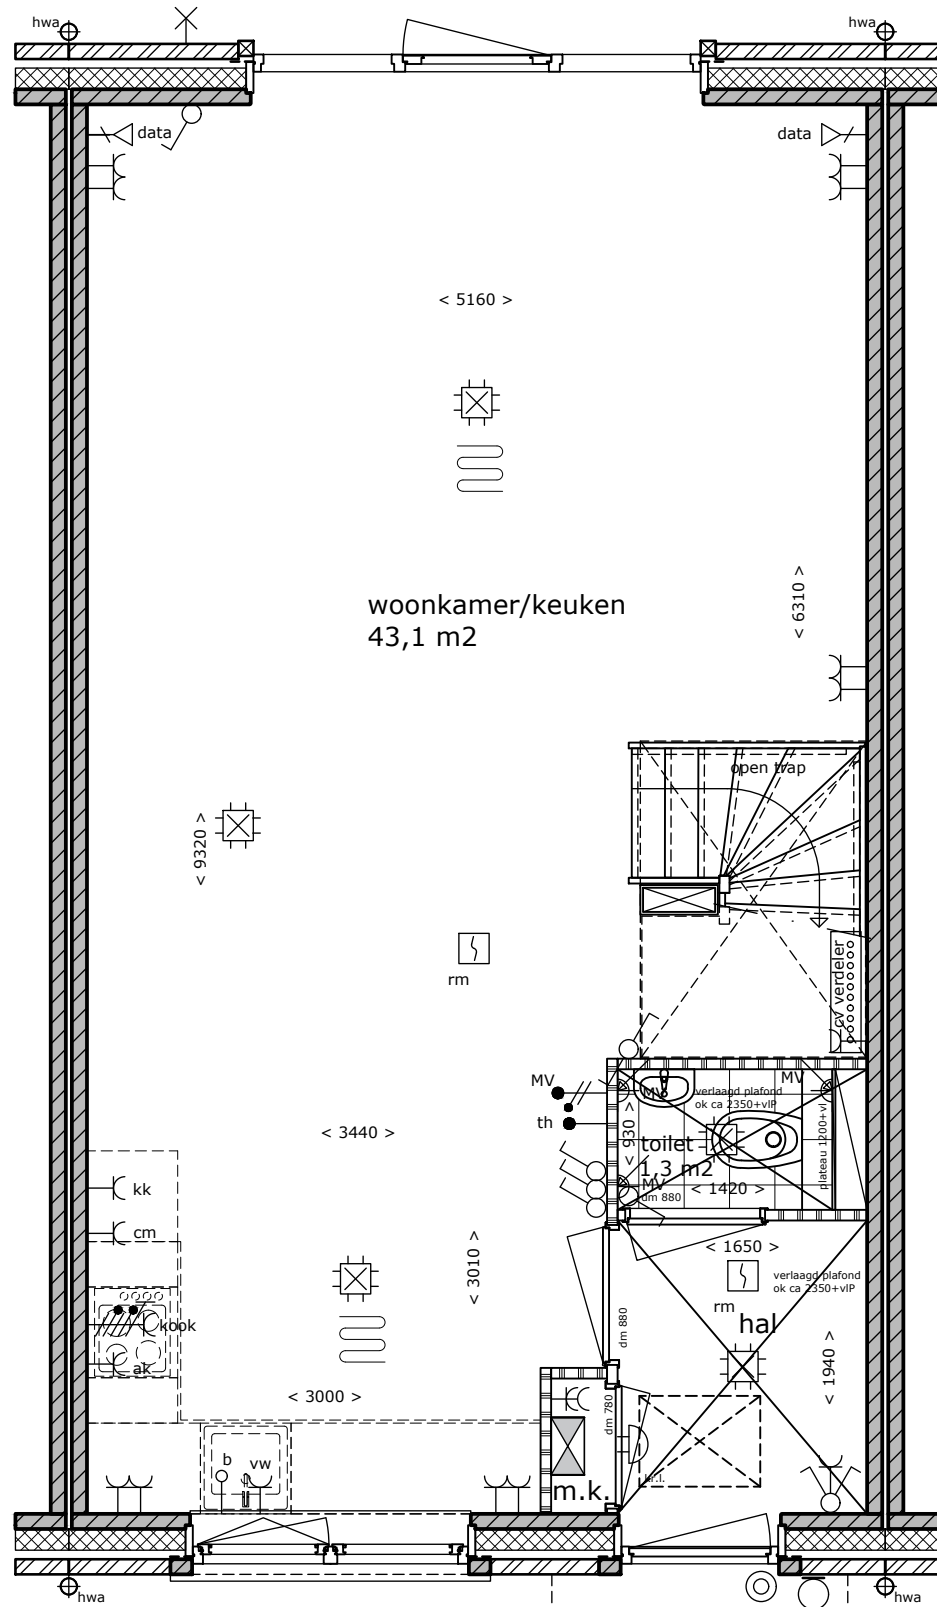 hwa
hwa
data
data
< 5160 >
woonkamer/keuken
43,1 m2
< 6310 >
open trap
< 9320 >
cv verdeler
rm
MV
th
MV
verlaagd plafond
ok ca 2350+vlP
MV
< 930 >
toilet
1,3 m2
MV
dm 880
< 1420 >
plateau 1200+vl
< 3440 >
kk
cm
< 3010 >
< 1650 >
rm
verlaagd plafond
ok ca 2350+vlP
hal
kook
ak
dm 880
< 3000 >
dm 780
< 1940 >
b
vw
m.k.
hwa
hwa